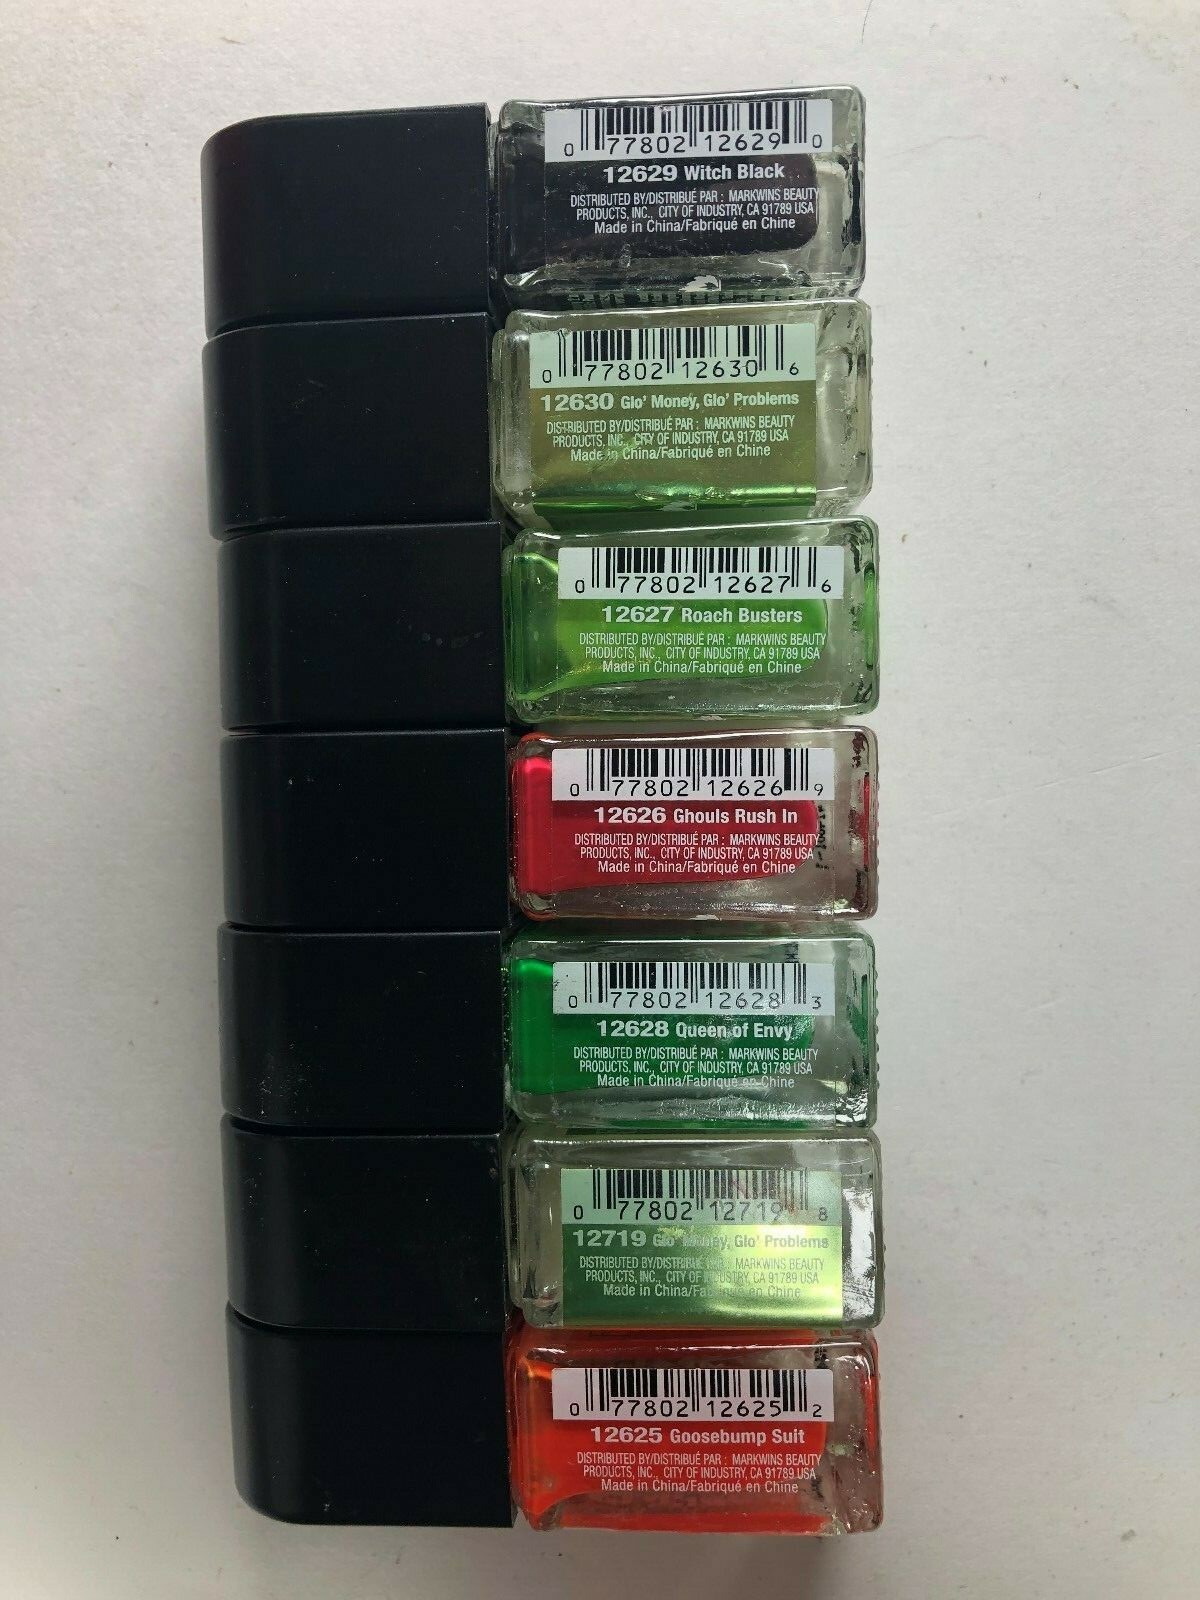 0 77802 12629 0
12629 Witch Black
DISTRIBUTED BY/DISTRIBUÉ PAR : MARKWINS BEAUTY
PRODUCTS, INC., CITY OF INDUSTRY, CA 91789 USA
Made in China/Fabriqué en Chine
0 77802 12630 6
12630 Glo' Money, Glo' Problems
DISTRIBUTED BY/DISTRIBUÉ PAR : MARKWINS BEAUTY
PRODUCTS, INC., CITY OF INDUSTRY, CA 91789 USA
Made in China/Fabriqué en Chine
0 77802 12627 6
12627 Roach Busters
DISTRIBUTED BY/DISTRIBUÉ PAR : MARKWINS BEAUTY
PRODUCTS, INC., CITY OF INDUSTRY, CA 91789 USA
Made in China/Fabriqué en Chine
0 77802 12626 9
12626 Ghouls Rush In
DISTRIBUTED BY/DISTRIBUÉ PAR : MARKWINS BEAUTY
PRODUCTS, INC., CITY OF INDUSTRY, CA 91789 USA
Made in China/Fabriqué en Chine
0 77802 12628 3
12628 Queen of Envy
DISTRIBUTED BY/DISTRIBUÉ PAR : MARKWINS BEAUTY
PRODUCTS, INC., CITY OF INDUSTRY, CA 91789 USA
Made in China/Fabriqué en Chine
0 77802 12719 8
12719 Glo' Money, Glo' Problems
DISTRIBUTED BY/DISTRIBUÉ PAR : MARKWINS BEAUTY
PRODUCTS, INC., CITY OF INDUSTRY, CA 91789 USA
Made in China/Fabriqué en Chine
0 77802 12625 2
12625 Goosebump Suit
DISTRIBUTED BY/DISTRIBUÉ PAR : MARKWINS BEAUTY
PRODUCTS, INC., CITY OF INDUSTRY, CA 91789 USA
Made in China/Fabriqué en Chine